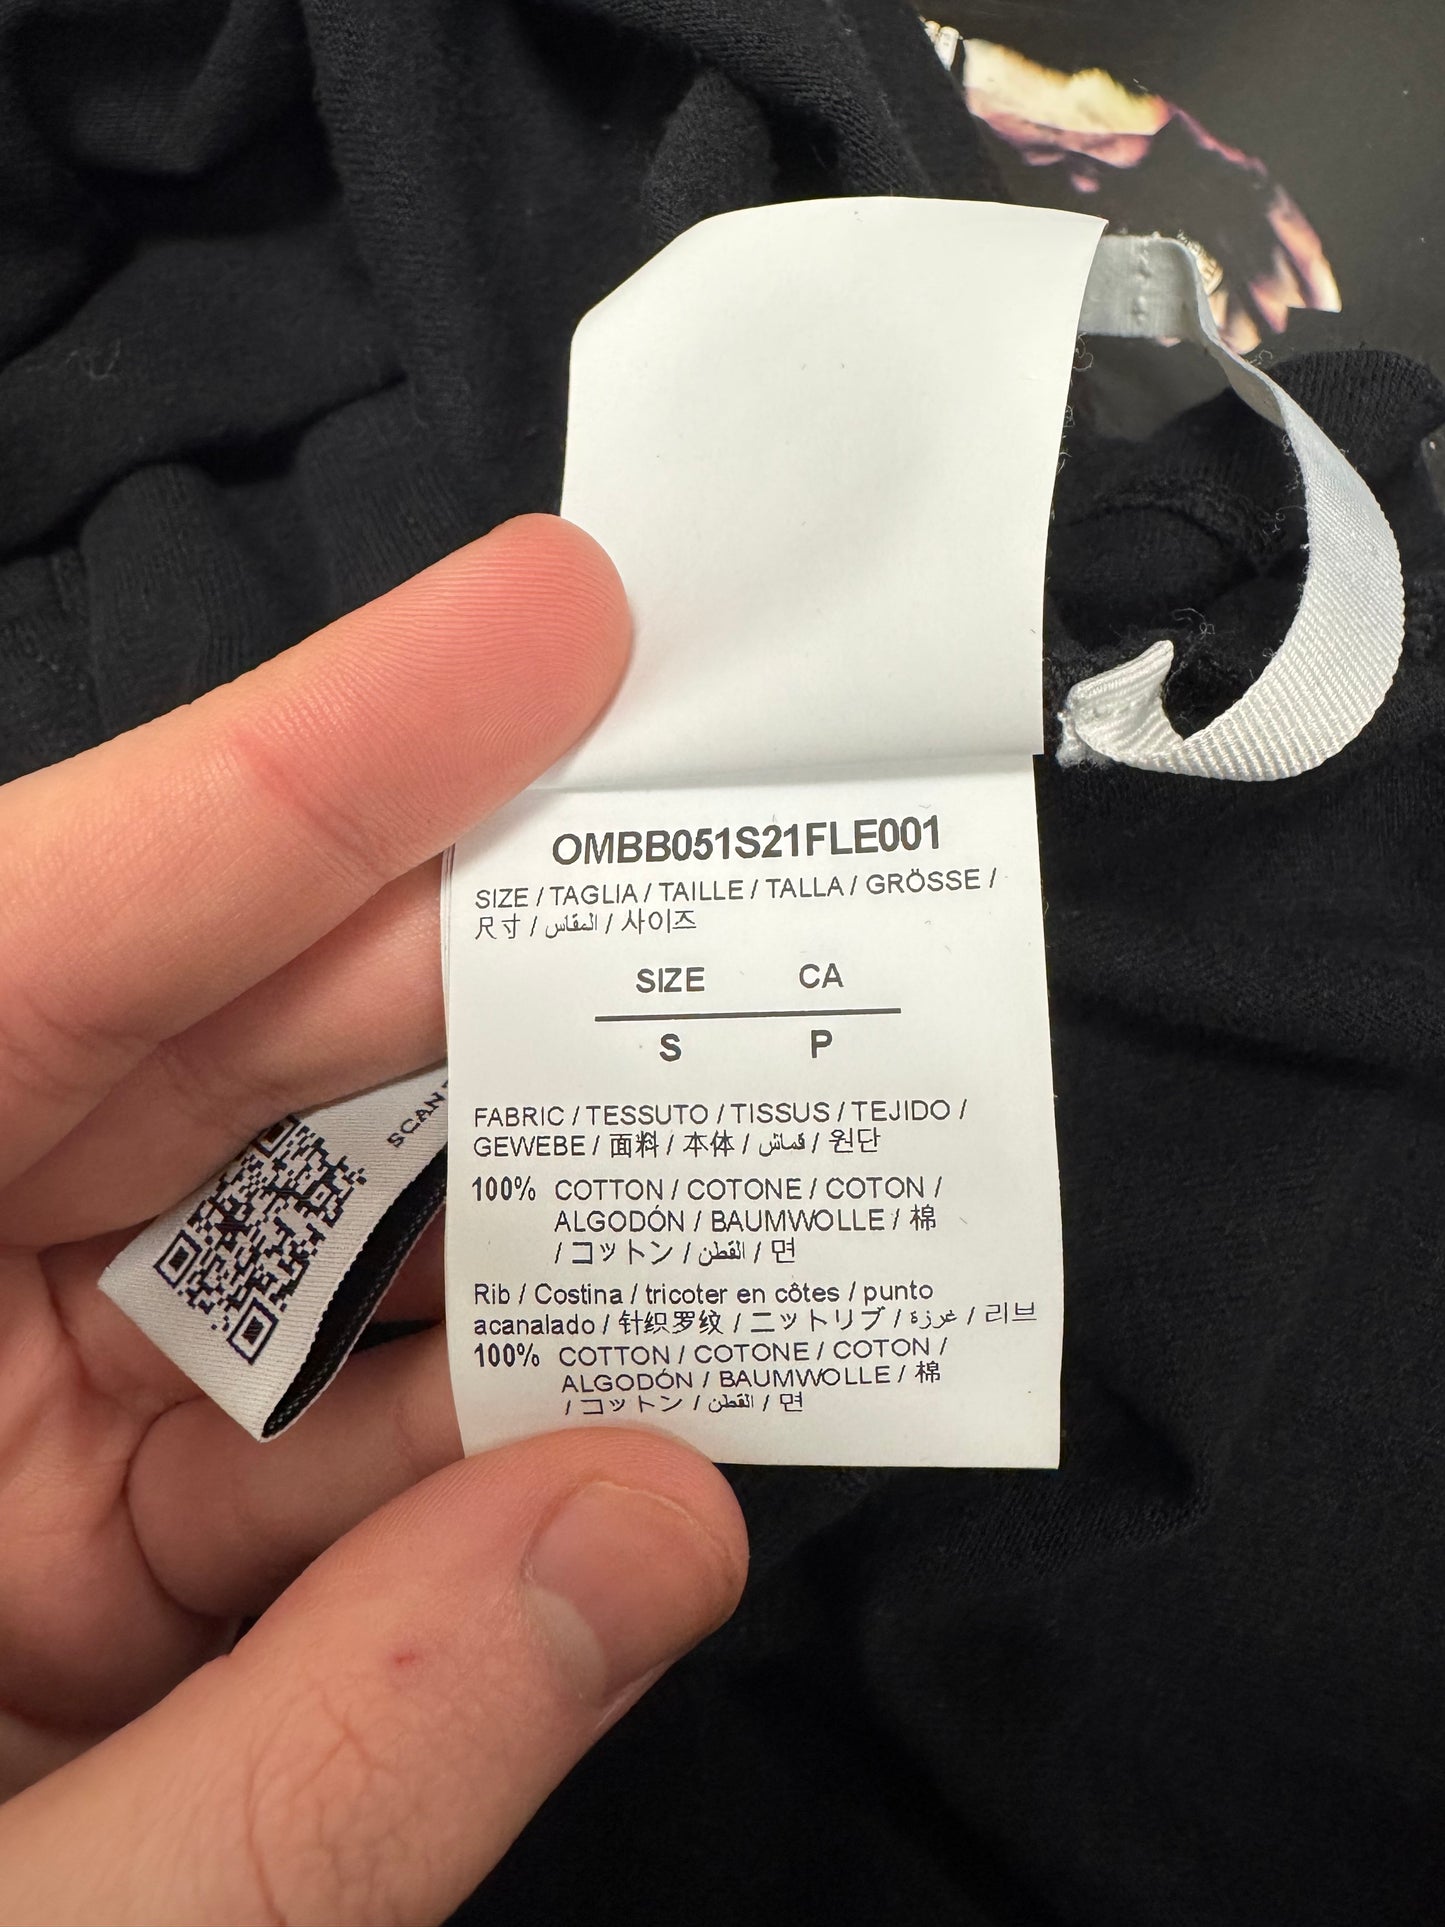 OMBB051S21FLE001
SIZE / TAGLIA / TAILLE / TALLA / GRÖSSE /
尺寸 / المقاس / 사이즈
SIZE CA
S P
FABRIC / TESSUTO / TISSUS / TEJIDO /
GEWEBE / 面料 / 本体 / قماش / 원단
100% COTTON / COTONE / COTON /
ALGODÓN / BAUMWOLLE / 棉
/ コットン / القطن / 면
Rib / Costina / tricoter en côtes / punto
acanalado / 针织罗纹 / ニットリブ / غرزة / 리브
100% COTTON / COTONE / COTON /
ALGODÓN / BAUMWOLLE / 棉
/ コットン / القطن / 면
SCAN